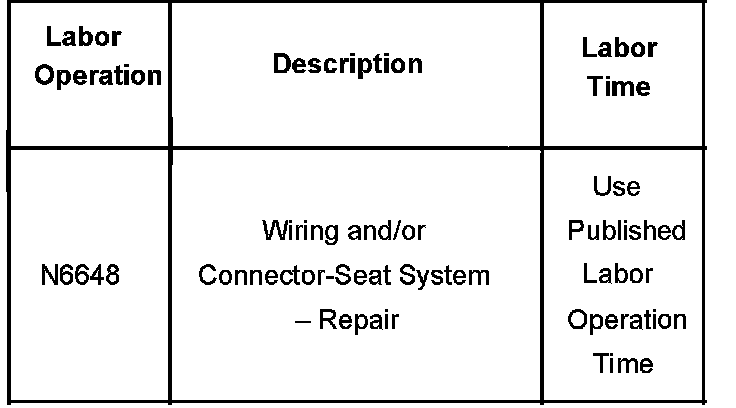 Labor
Operation
Description
Labor
Time
N6648
Wiring and/or
Connector-Seat System
– Repair
Use
Published
Labor
Operation
Time